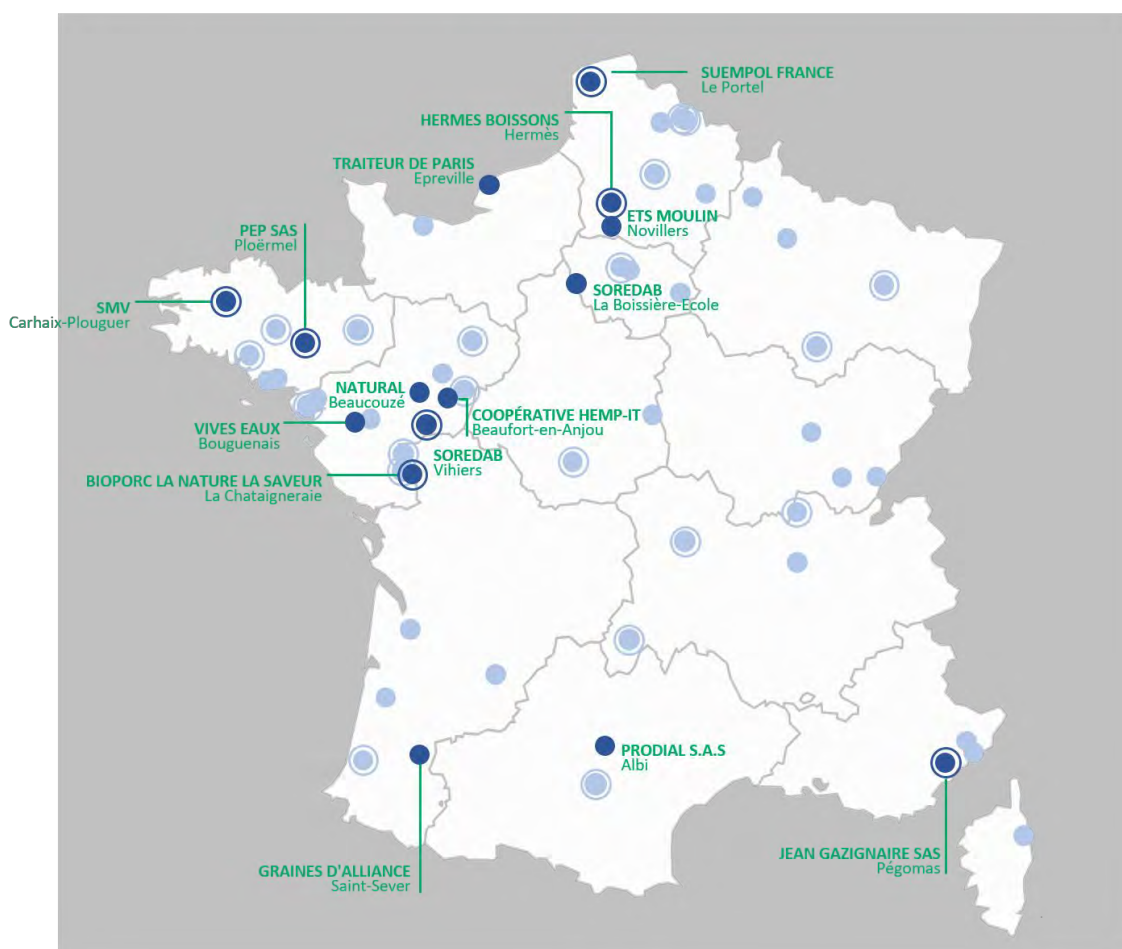 SUEMPOL FRANCE
Le Portel
HERMES BOISSONS
Hermès
TRAITEUR DE PARIS
Epreville
ETS MOULIN
Novillers
PEP SAS
Ploërmel
SOREDAB
La Boissière-Ecole
SMV
Carhaix-Plouguer
NATURAL
Beaucouzé
COOPÉRATIVE HEMP-IT
Beaufort-en-Anjou
VIVES EAUX
Bouguenais
SOREDAB
Vihiers
BIOPORC LA NATURE LA SAVEUR
La Chataigneraie
PRODIAL S.A.S
Albi
JEAN GAZIGNAIRE SAS
Pégomas
GRAINES D'ALLIANCE
Saint-Sever